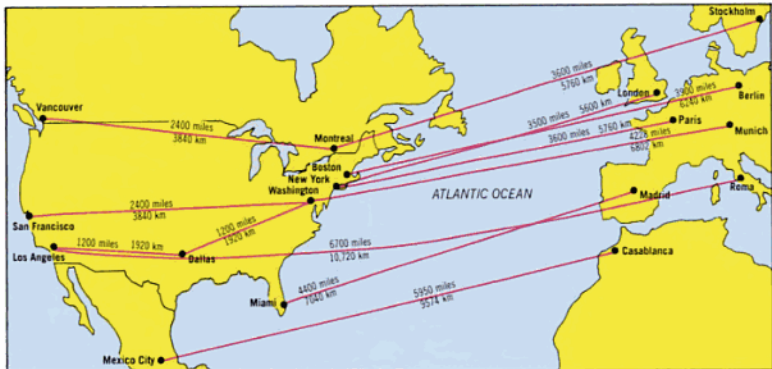 Stockholm
3600 miles
5760 km
London
3900 miles
6240 km
Berlin
Vancouver
2400 miles
3840 km
Montreal
3500 miles 5600 km
Paris
3600 miles 5760 km
4228 miles
6802 km
Munich
Boston
New York
Washington
ATLANTIC OCEAN
Madrid
Roma
2400 miles
3840 km
San Francisco
1200 miles
1920 km
1200 miles 1920 km
Los Angeles
Dallas
6700 miles
10,720 km
Casablanca
4400 miles
7040 km
Miami
5950 miles
9574 km
Mexico City